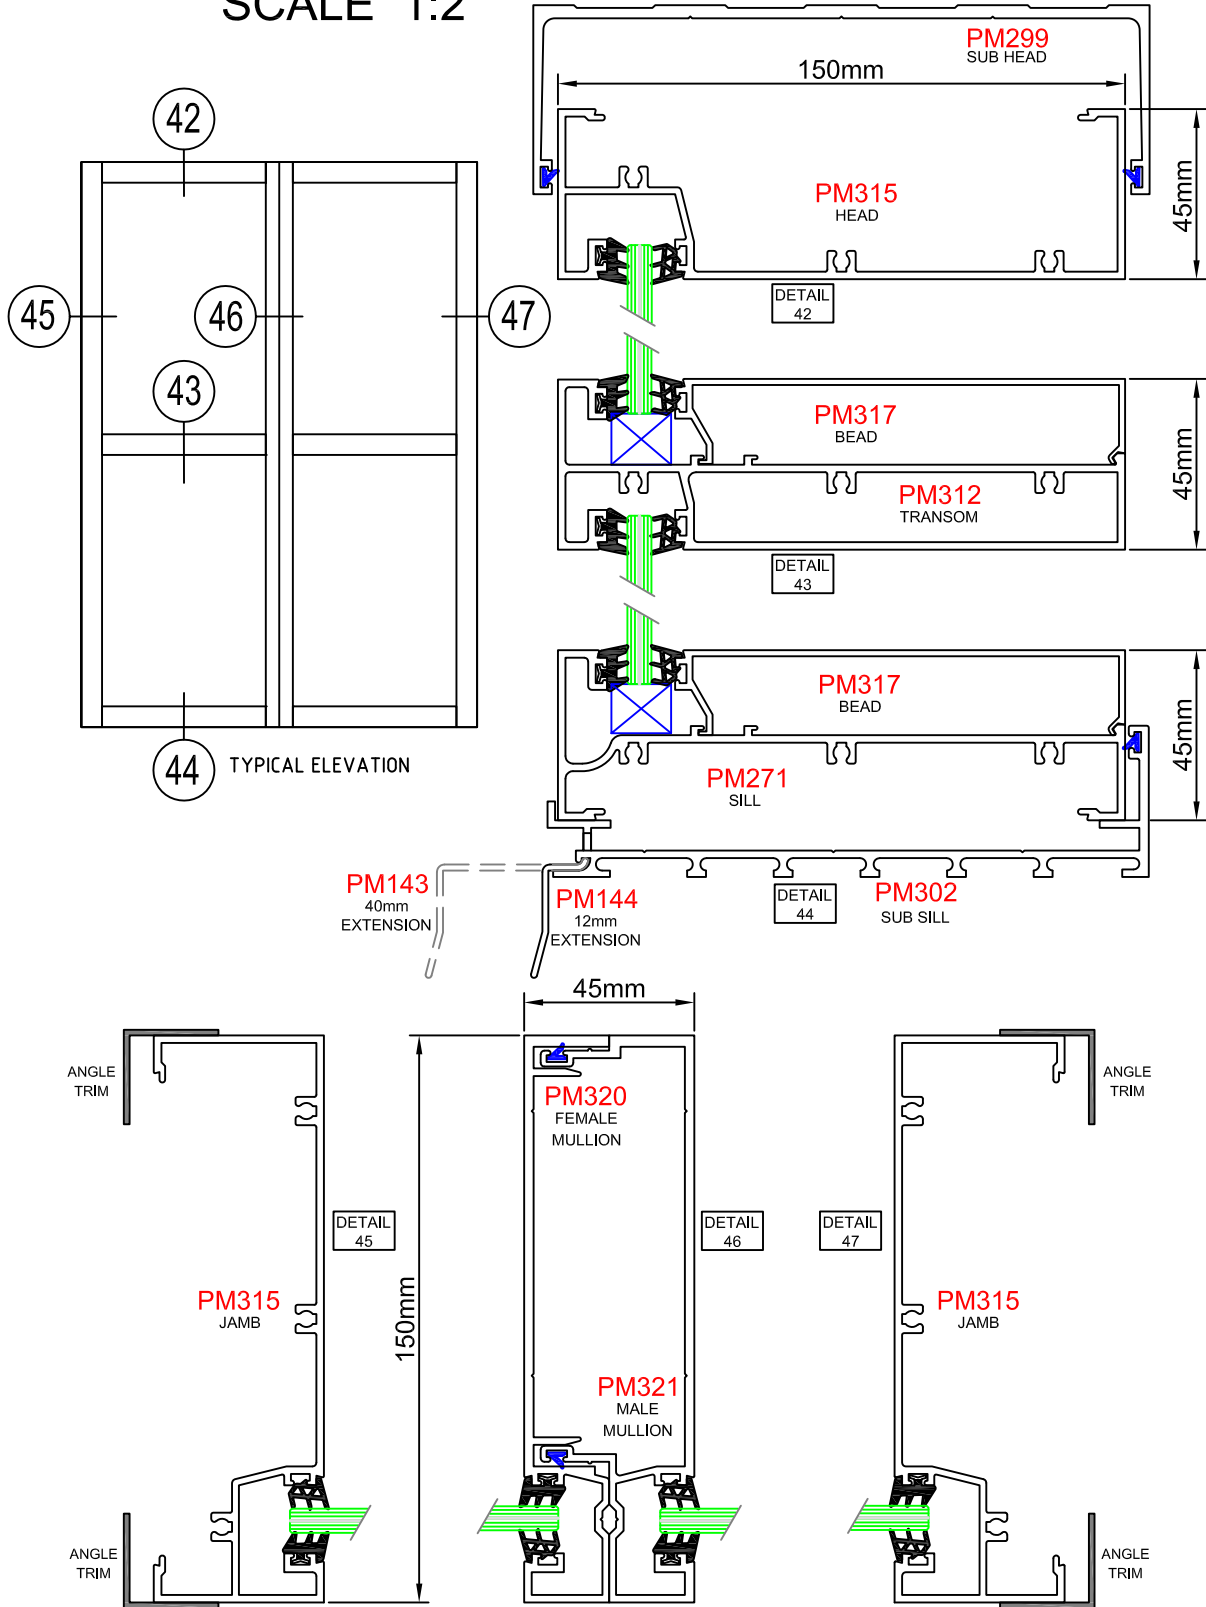 SCALE 1:2
PM299
SUB HEAD
150mm
42
PM315
HEAD
45mm
45
46
47
DETAIL
42
43
PM317
BEAD
45mm
PM312
TRANSOM
DETAIL
43
PM317
BEAD
45mm
44
TYPICAL ELEVATION
PM271
SILL
PM143
40mm
EXTENSION
PM144
12mm
EXTENSION
DETAIL
44
PM302
SUB SILL
45mm
ANGLE
TRIM
PM320
FEMALE
MULLION
ANGLE
TRIM
DETAIL
45
DETAIL
46
DETAIL
47
PM315
JAMB
150mm
PM315
JAMB
PM321
MALE
MULLION
ANGLE
TRIM
ANGLE
TRIM